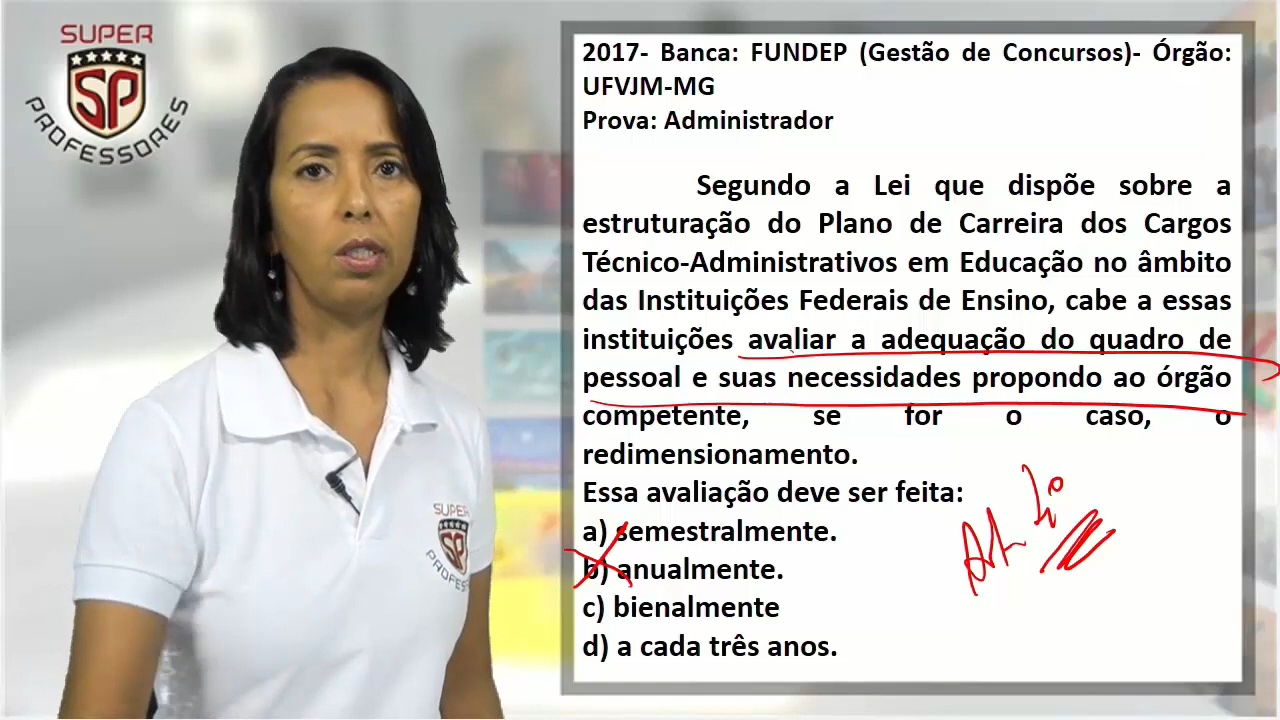 SUPER
SP
PROFESSORES
SUPER
SP
PROFESSORES
2017- Banca: FUNDEP (Gestão de Concursos)- Órgão:
UFVJM-MG
Prova: Administrador
Segundo a Lei que dispõe sobre a
estruturação do Plano de Carreira dos Cargos
Técnico-Administrativos em Educação no âmbito
das Instituições Federais de Ensino, cabe a essas
instituições avaliar a adequação do quadro de
pessoal e suas necessidades propondo ao órgão
competente, se for o caso, o
redimensionamento.
Essa avaliação deve ser feita:
a) semestralmente.
b) anualmente.
c) bienalmente
d) a cada três anos.